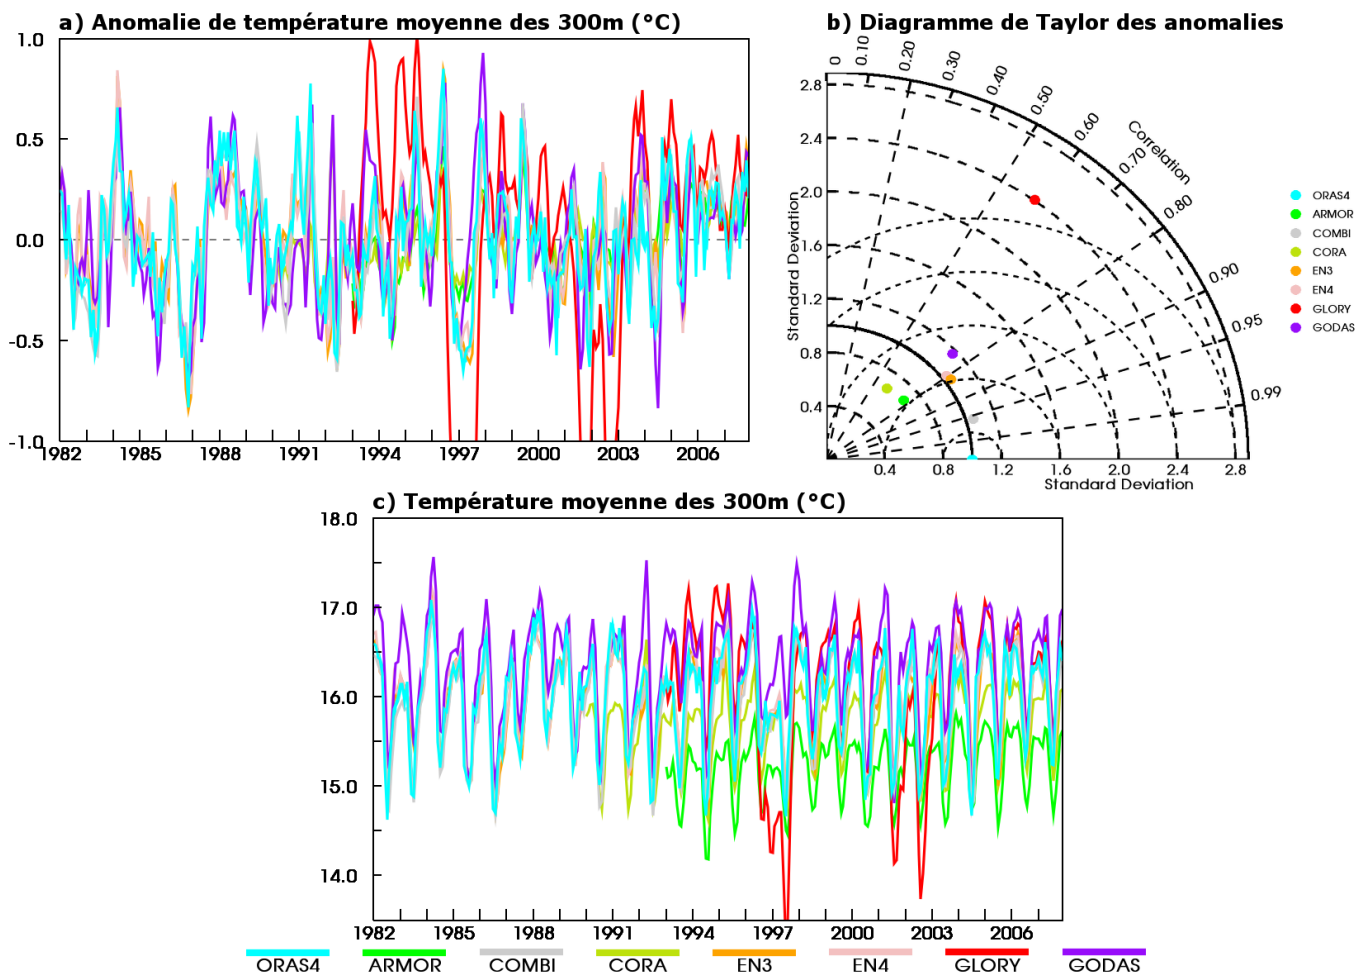 a) Anomalie de température moyenne des 300m (°C)
1.0
0.5
0.0
-0.5
-1.0
1982 1985 1988 1991 1994 1997 2000 2003 2006
b) Diagramme de Taylor des anomalies
0 0.10 0.20 0.30 0.40 0.50 0.60 0.70 0.80 0.90 0.95 0.99
Correlation
2.8
2.4
2.0
1.6
1.2
0.8
0.4
Standard Deviation
0.4 0.8 1.2 1.6 2.0 2.4 2.8
Standard Deviation
ORAS4
ARMOR
COMBI
CORA
EN3
EN4
GLORY
GODAS
c) Température moyenne des 300m (°C)
18.0
17.0
16.0
15.0
14.0
1982 1985 1988 1991 1994 1997 2000 2003 2006
ORAS4 ARMOR COMBI CORA EN3 EN4 GLORY GODAS